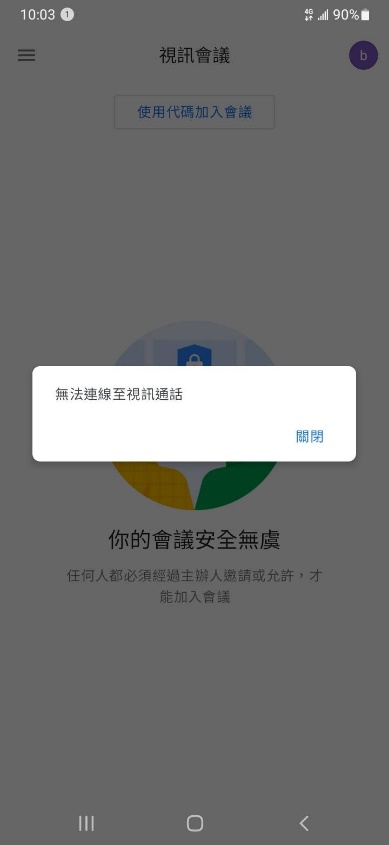 10:03 1 4G 90%
視訊會議 b
使用代碼加入會議
無法連線至視訊通話
關閉
你的會議安全無虞
任何人都必須經過主辦人邀請或允許，才
能加入會議